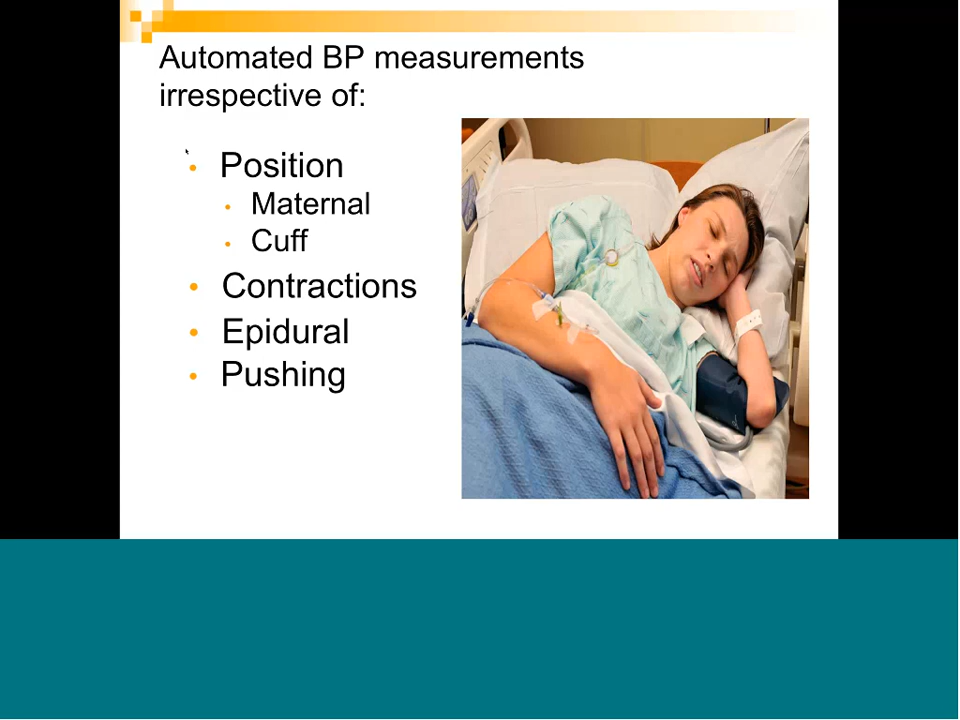 Automated BP measurements
irrespective of:
• Position
• Maternal
• Cuff
• Contractions
• Epidural
• Pushing